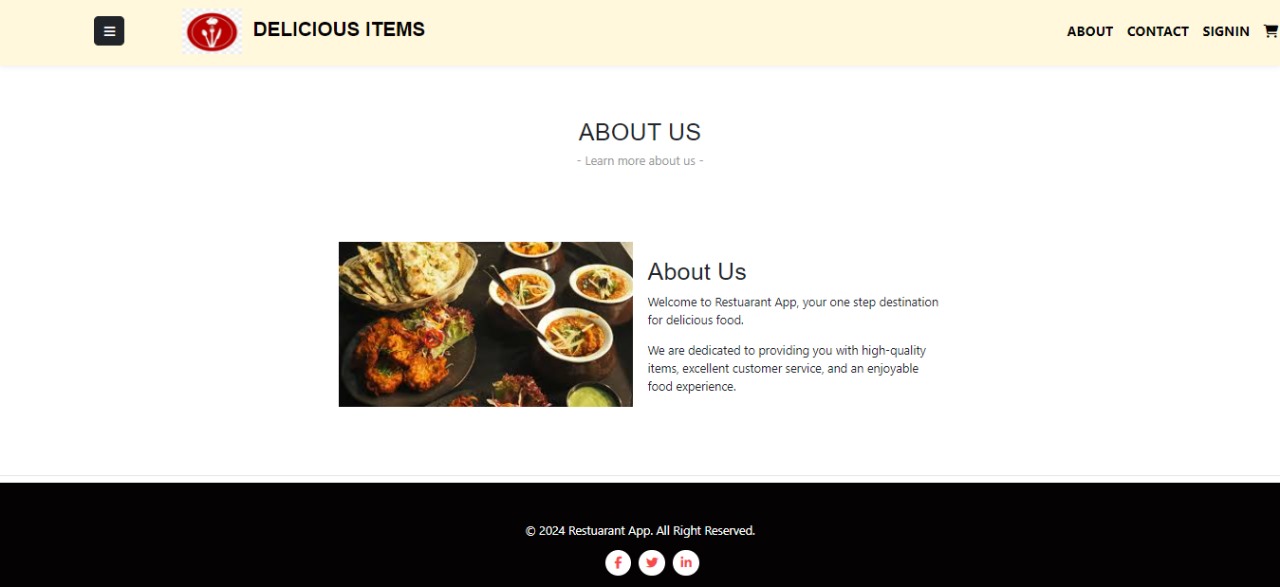 DELICIOUS ITEMS
ABOUT CONTACT SIGNIN
ABOUT US
- Learn more about us -
About Us
Welcome to Restuarant App, your one step destination
for delicious food.
We are dedicated to providing you with high-quality
items, excellent customer service, and an enjoyable
food experience.
© 2024 Restuarant App. All Right Reserved.